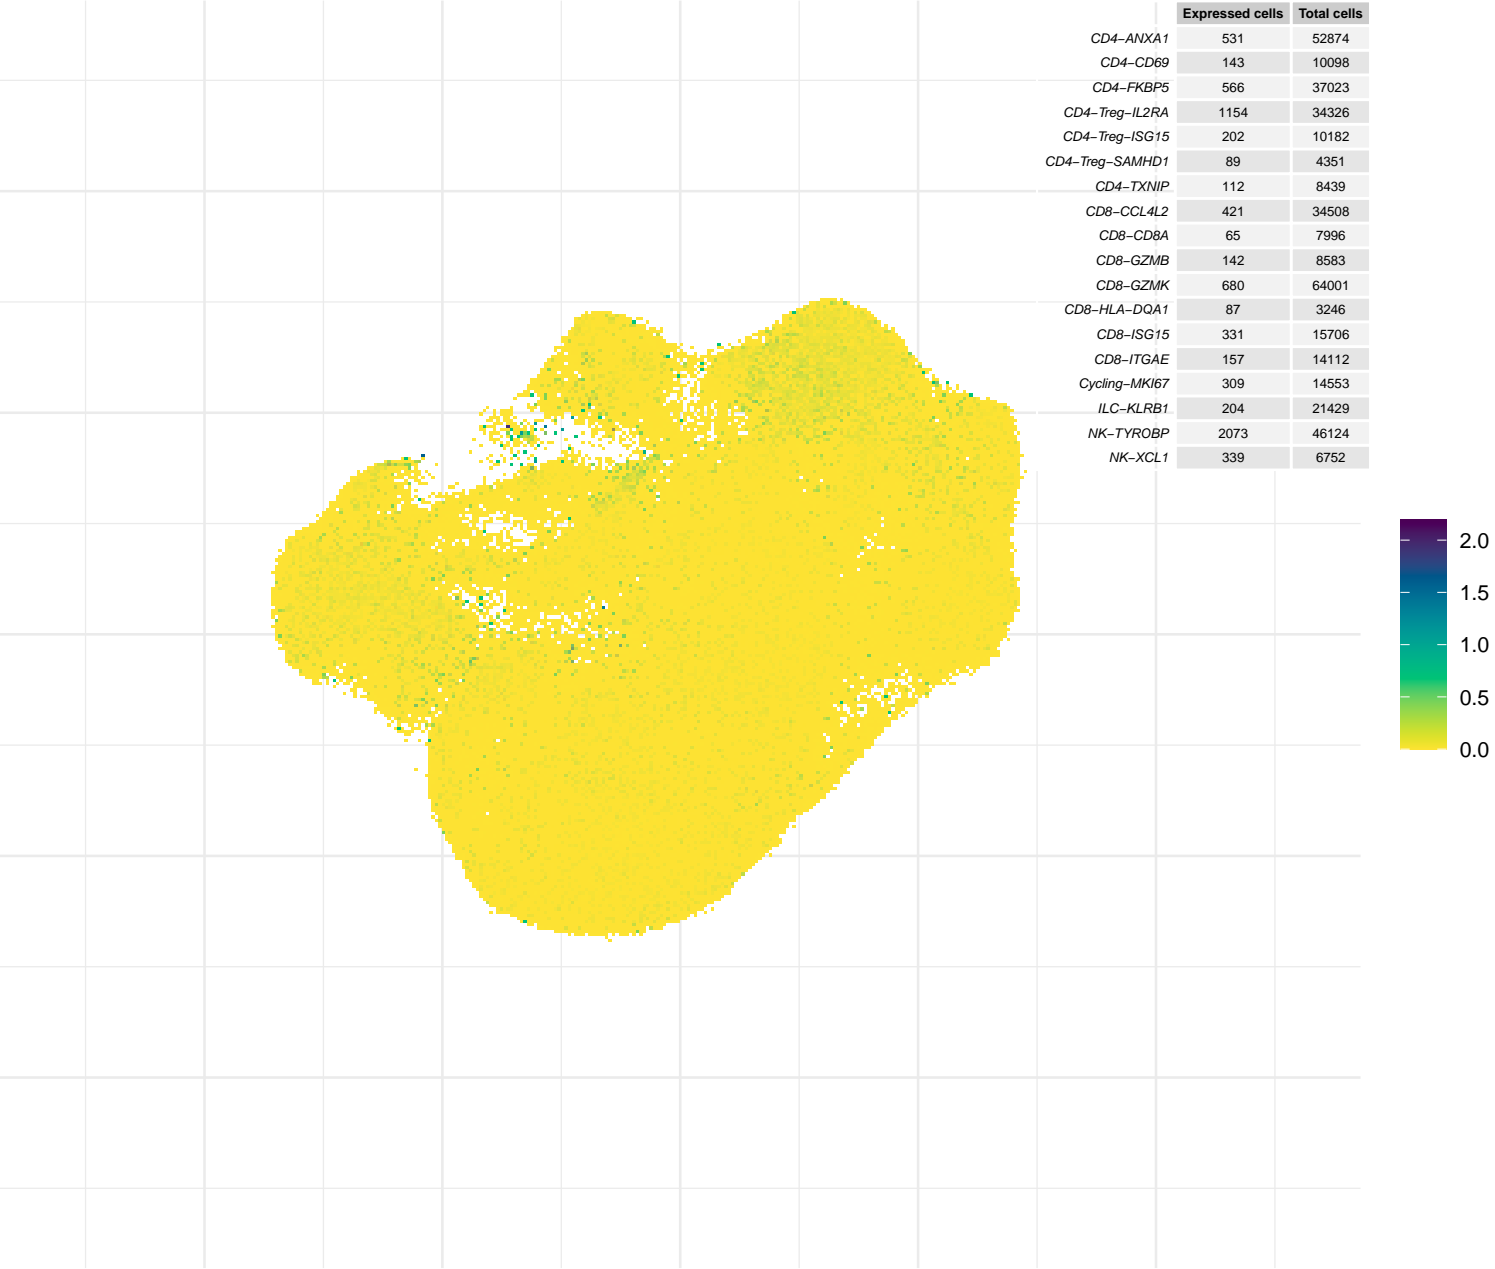 Expressed cells Total cells
CD4−ANXA1 531 52874
CD4−CD69 143 10098
CD4−FKBP5 566 37023
CD4−Treg−IL2RA 1154 34326
CD4−Treg−ISG15 202 10182
CD4−Treg−SAMHD1 89 4351
CD4−TXNIP 112 8439
CD8−CCL4L2 421 34508
CD8−CD8A 65 7996
CD8−GZMB 142 8583
CD8−GZMK 680 64001
CD8−HLA−DQA1 87 3246
CD8−ISG15 331 15706
CD8−ITGAE 157 14112
Cycling−MKI67 309 14553
ILC−KLRB1 204 21429
NK−TYROBP 2073 46124
NK−XCL1 339 6752
2.0
1.5
1.0
0.5
0.0